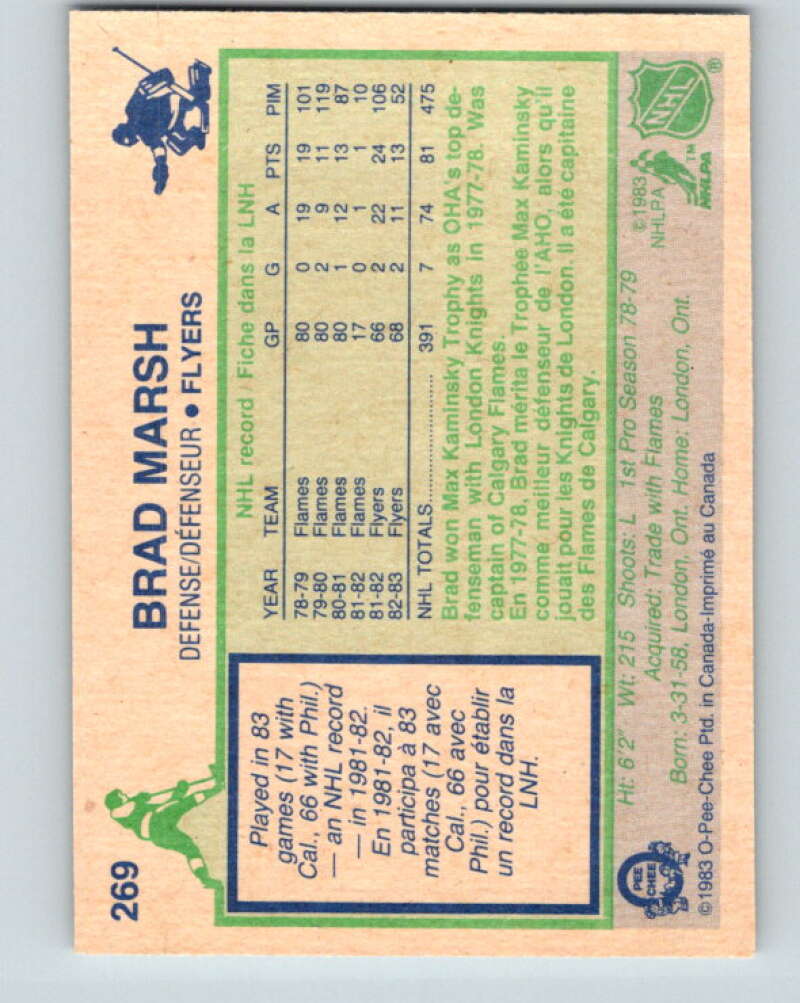 269
BRAD MARSH
DEFENSE/DÉFENSEUR • FLYERS
Played in 83
games (17 with
Cal., 66 with Phil.)
— an NHL record
— in 1981-82.
En 1981-82, il
participa à 83
matches (17 avec
Cal., 66 avec
Phil.) pour établir
un record dans la
LNH.
NHL record Fiche dans la LNH
YEAR TEAM GP G A PTS PIM
78-79 Flames 80 0 19 19 101
79-80 Flames 80 2 9 11 119
80-81 Flames 80 1 12 13 87
81-82 Flames 17 0 1 1 10
81-82 Flyers 66 2 22 24 106
82-83 Flyers 68 2 11 13 52
NHL TOTALS 391 7 74 81 475
Brad won Max Kaminsky Trophy as OHA's top de-
fenseman with London Knights in 1977-78. Was
captain of Calgary Flames.
En 1977-78, Brad mérita le Trophée Max Kaminsky
comme meilleur défenseur de l'AHO, alors qu'il
jouait pour les Knights de London. Il a été capitaine
des Flames de Calgary.
Ht: 6'2" Wt: 215 Shoots: L 1st Pro Season 78-79
Acquired: Trade with Flames
Born: 3-31-58, London, Ont. Home: London, Ont.
©1983 O-Pee-Chee Ptd. in Canada-Imprimé au Canada
O
PEE
CHEE
©1983
NHLPA
NHLPA
™
NHL
®